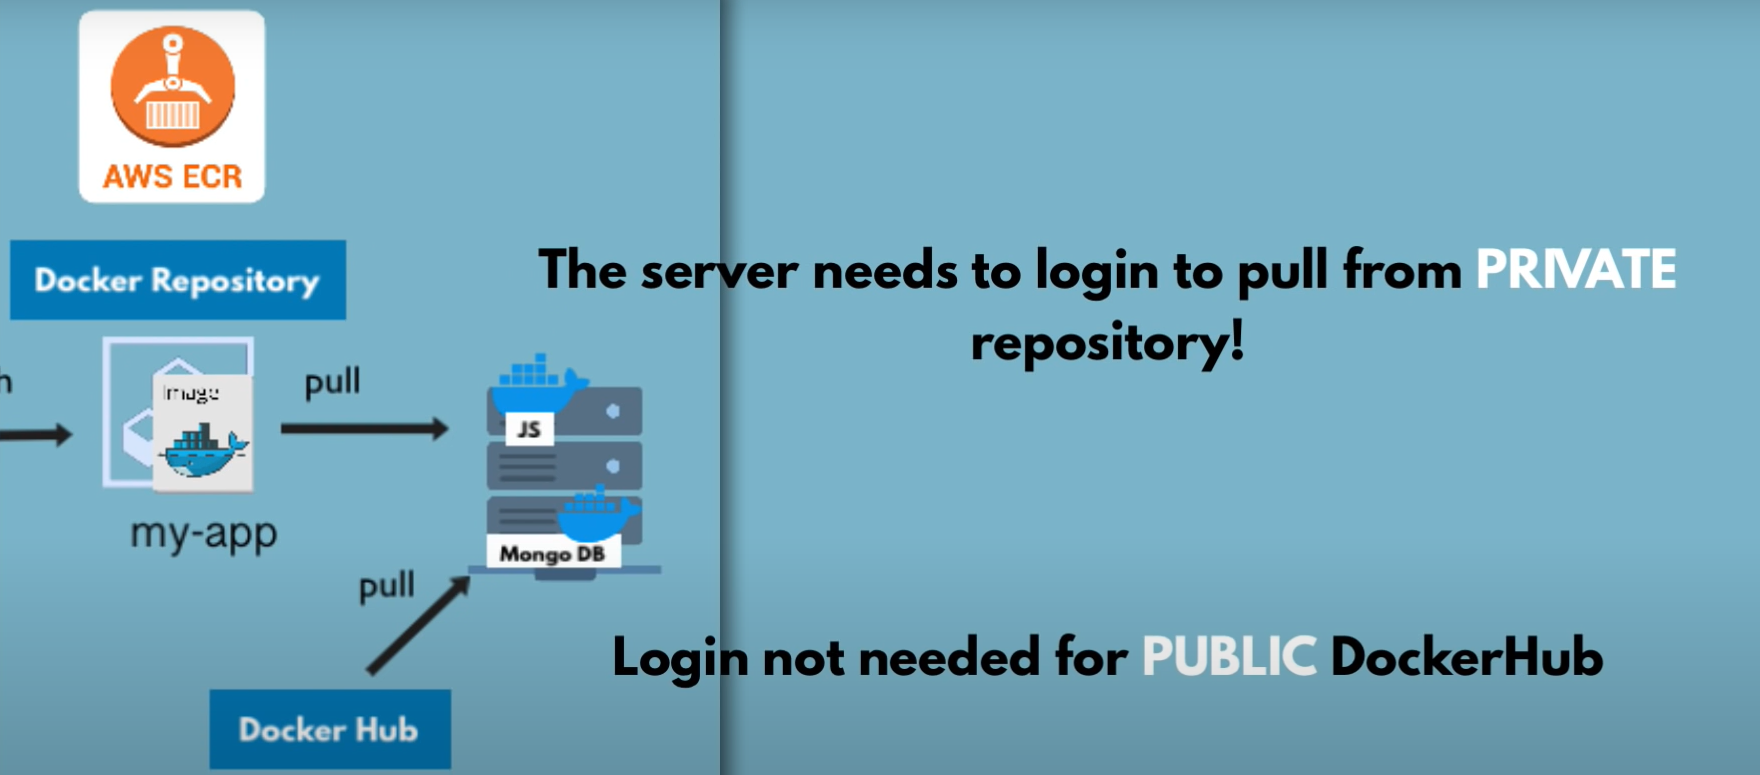 AWS ECR
Docker Repository
The server needs to login to pull from PRIVATE
repository!
h
Image
pull
JS
my-app
Mongo DB
pull
Login not needed for PUBLIC DockerHub
Docker Hub